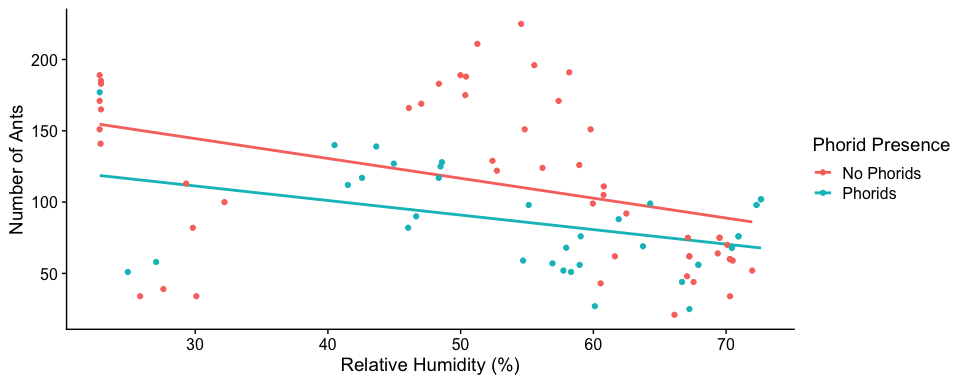 200
150
100
50
Number of Ants
30 40 50 60 70
Relative Humidity (%)
Phorid Presence
No Phorids
Phorids